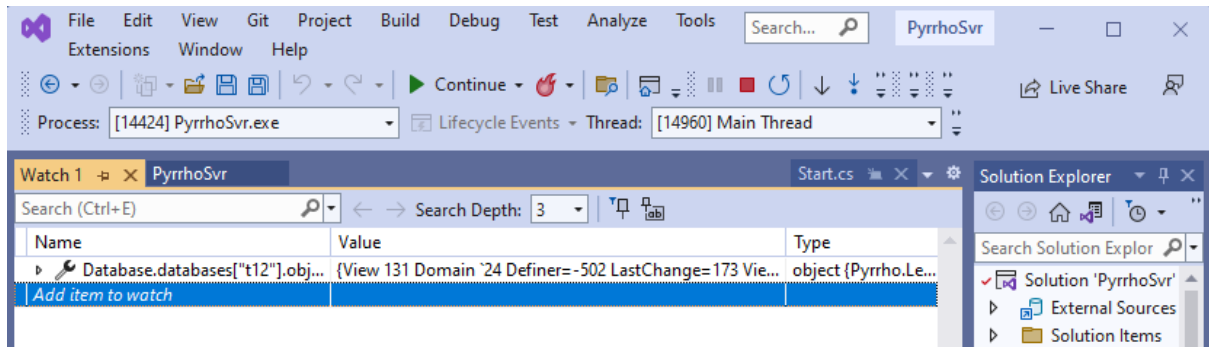 File Edit View Git Project Build Debug Test Analyze Tools Search... PyrrhoSvr
Extensions Window Help
Continue Live Share
Process: [14424] PyrrhoSvr.exe Lifecycle Events Thread: [14960] Main Thread
Watch 1 PyrrhoSvr Start.cs Solution Explorer
Search (Ctrl+E) Search Depth: 3
Name Value Type Search Solution Explor
Database.databases["t12"].obj... {View 131 Domain `24 Definer=-502 LastChange=173 Vie... object {Pyrrho.Le... Solution 'PyrrhoSvr'
Add item to watch External Sources
Solution Items